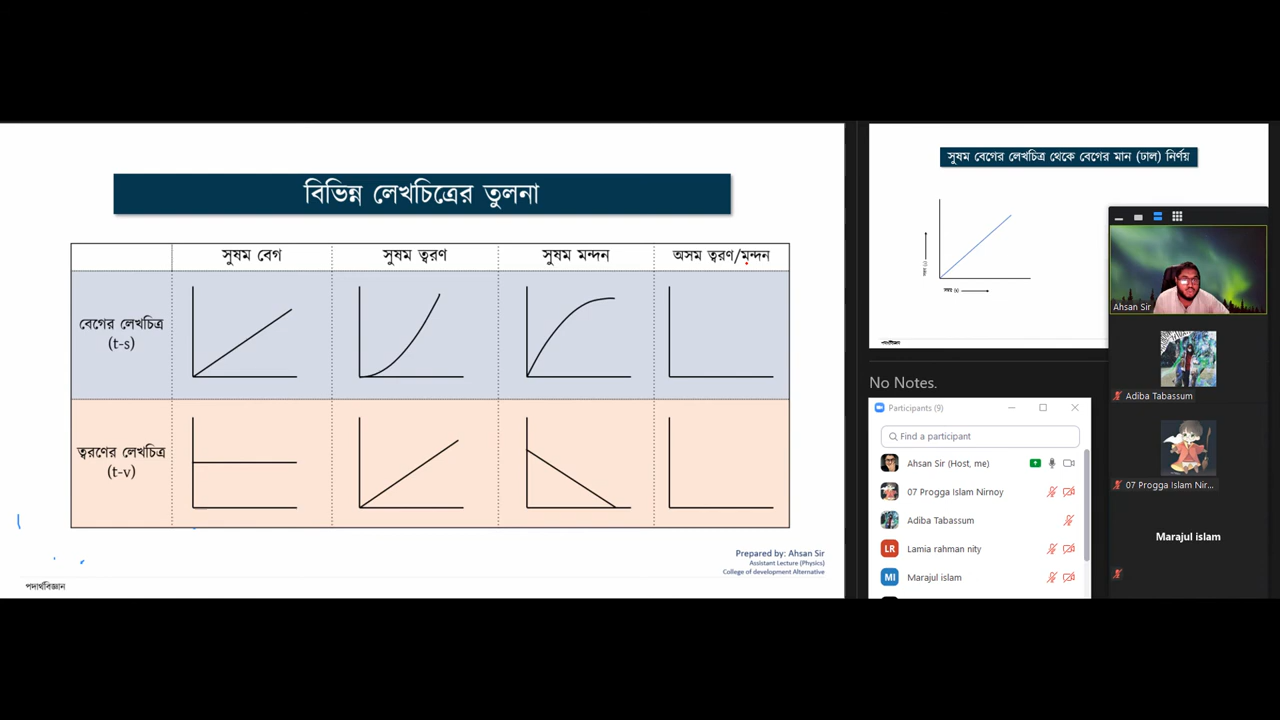 বিভিন্ন লেখচিত্রের তুলনা
সুষম বেগ
সুষম ত্বরণ
সুষম মন্দন
অসম ত্বরণ/মন্দন
বেগের লেখচিত্র
(t-s)
ত্বরণের লেখচিত্র
(t-v)
Prepared by: Ahsan Sir
Assistant Lecture (Physics)
College of development Alternative
পদার্থবিজ্ঞান
সুষম বেগের লেখচিত্র থেকে বেগের মান (ঢাল) নির্ণয়
সময় (s)
পদার্থবিজ্ঞান
No Notes.
Participants (9)
Find a participant
Ahsan Sir (Host, me)
07 Progga Islam Nirnoy
Adiba Tabassum
LR Lamia rahman nity
MI Marajul islam
Ahsan Sir
Adiba Tabassum
07 Progga Islam Nir...
Marajul islam